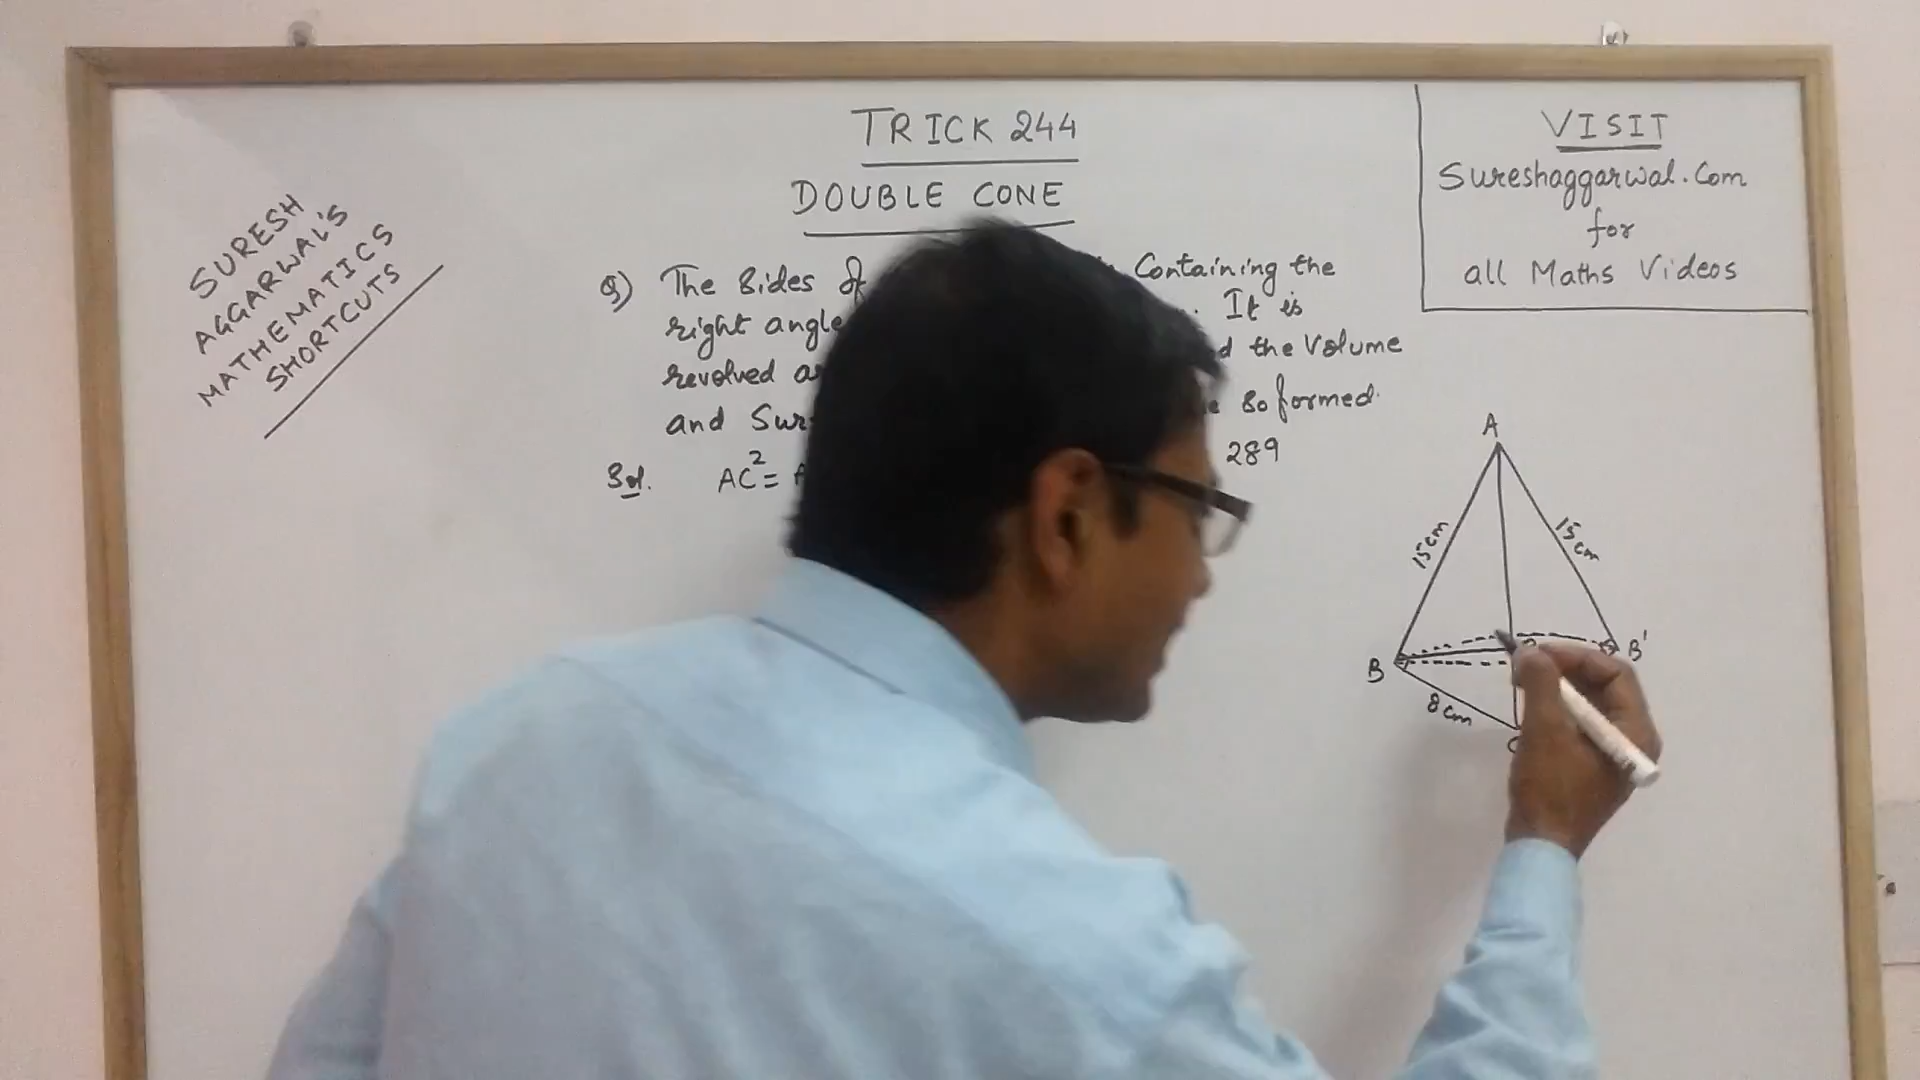 TRICK 244
DOUBLE CONE
SURESH
AGGARWAL'S
MATHEMATICS
SHORTCUTS
VISIT
Sureshaggarwal.Com
for
all Maths Videos
Q) The Sides of Containing the
right angle . It is
revolved the Volume
and so formed.
Sol. AC²= 289
A
15cm
15cm
B
B'
8cm
C